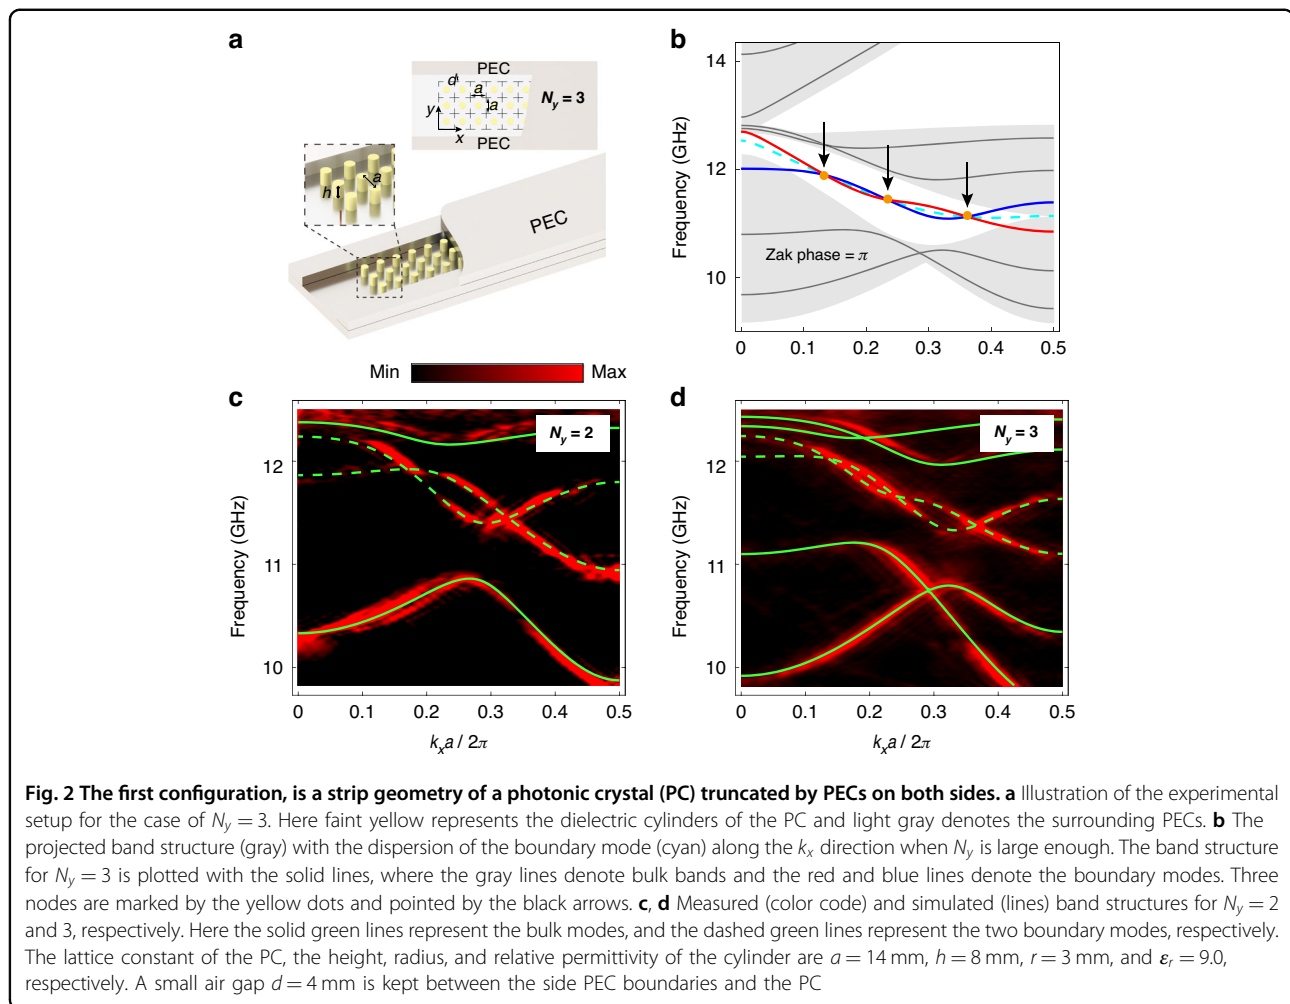 a
PEC
d
a
a
N_y = 3
y
x
PEC
h
a
PEC
b
14
12
10
Frequency (GHz)
Zak phase = π
0 0.1 0.2 0.3 0.4 0.5
Min Max
c
N_y = 2
12
11
10
Frequency (GHz)
0 0.1 0.2 0.3 0.4 0.5
k_x a / 2π
d
N_y = 3
12
11
10
Frequency (GHz)
0 0.1 0.2 0.3 0.4 0.5
k_x a / 2π
Fig. 2 The first configuration, is a strip geometry of a photonic crystal (PC) truncated by PECs on both sides. a Illustration of the experimental
setup for the case of N_y = 3. Here faint yellow represents the dielectric cylinders of the PC and light gray denotes the surrounding PECs. b The
projected band structure (gray) with the dispersion of the boundary mode (cyan) along the k_x direction when N_y is large enough. The band structure
for N_y = 3 is plotted with the solid lines, where the gray lines denote bulk bands and the red and blue lines denote the boundary modes. Three
nodes are marked by the yellow dots and pointed by the black arrows. c, d Measured (color code) and simulated (lines) band structures for N_y = 2
and 3, respectively. Here the solid green lines represent the bulk modes, and the dashed green lines represent the two boundary modes, respectively.
The lattice constant of the PC, the height, radius, and relative permittivity of the cylinder are a = 14 mm, h = 8 mm, r = 3 mm, and ε_r = 9.0,
respectively. A small air gap d = 4 mm is kept between the side PEC boundaries and the PC